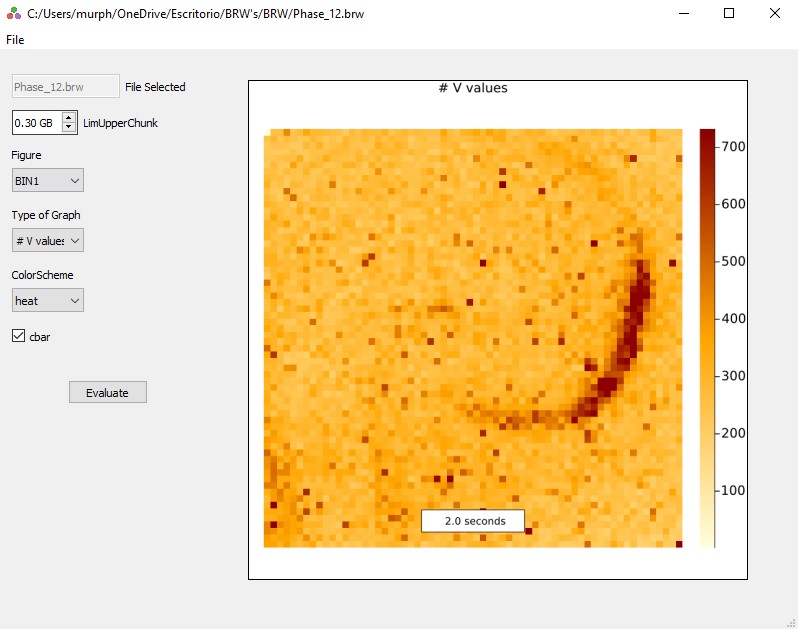 C:/Users/murph/OneDrive/Escritorio/BRW's/BRW/Phase_12.brw
File
Phase_12.brw File Selected
0.30 GB LimUpperChunk
Figure
BIN1
Type of Graph
# V values
ColorScheme
heat
cbar
Evaluate
# V values
700
600
500
400
300
200
100
2.0 seconds